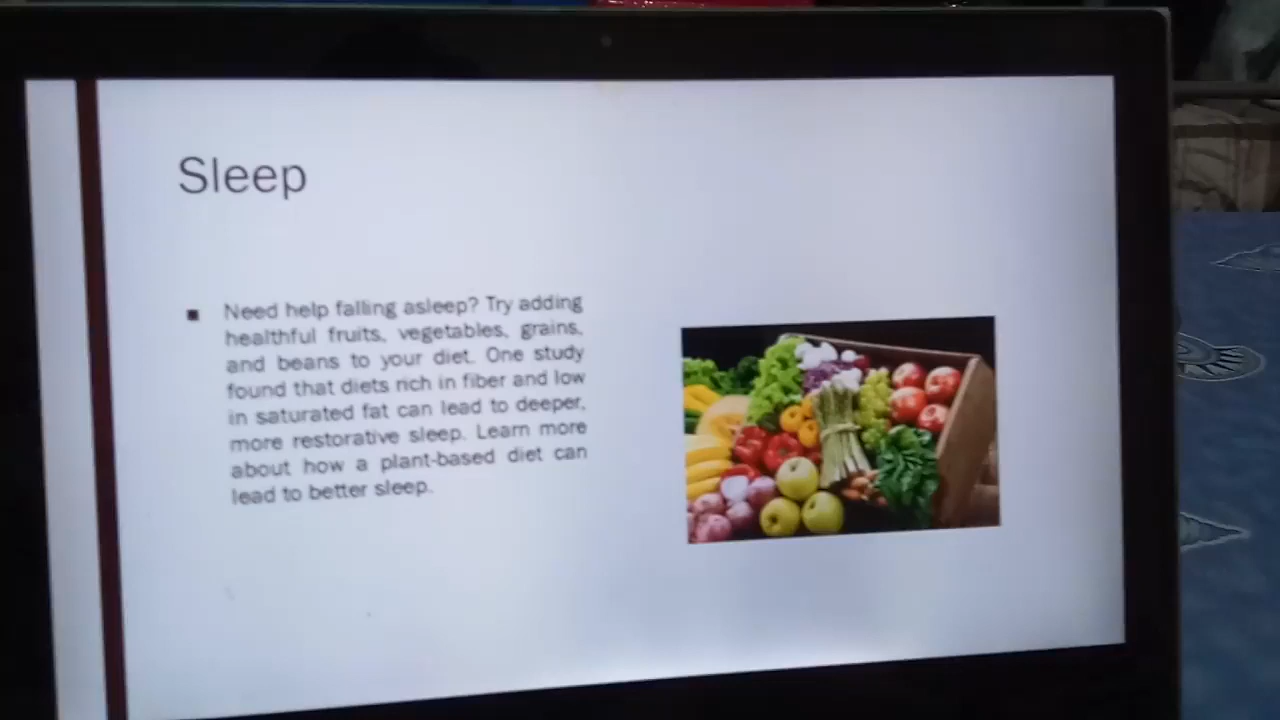 Sleep
Need help falling asleep? Try adding
healthful fruits, vegetables, grains,
and beans to your diet. One study
found that diets rich in fiber and low
in saturated fat can lead to deeper,
more restorative sleep. Learn more
about how a plant-based diet can
lead to better sleep.